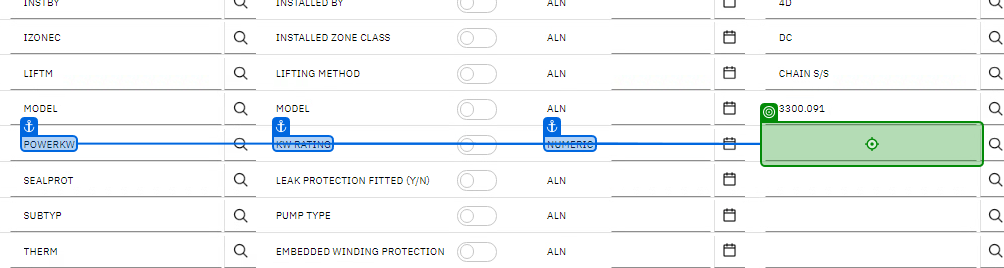 INSTBY INSTALLED BY ALN 4D
IZONEC INSTALLED ZONE CLASS ALN DC
LIFTM LIFTING METHOD ALN CHAIN S/S
MODEL MODEL ALN 3300.091
POWERKW KW RATING NUMERIC
SEALPROT LEAK PROTECTION FITTED (Y/N) ALN
SUBTYP PUMP TYPE ALN
THERM EMBEDDED WINDING PROTECTION ALN